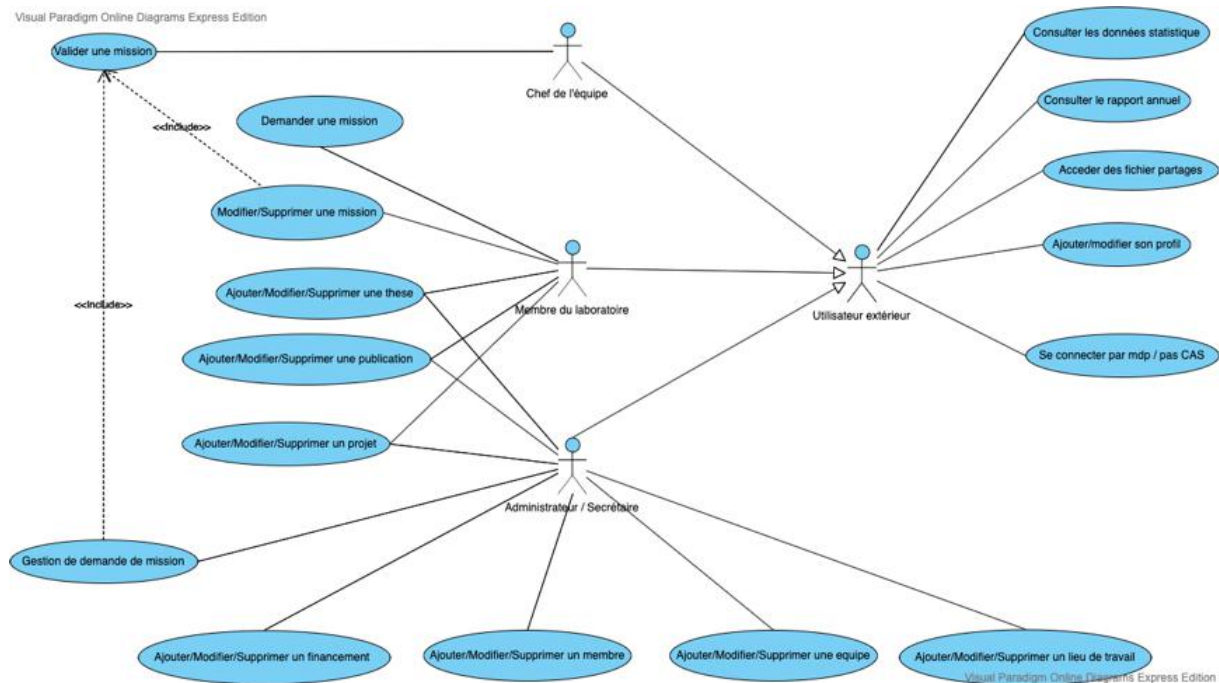 Visual Paradigm Online Diagrams Express Edition
Consulter les données statistique
Valider une mission
Chef de l'équipe
Consulter le rapport annuel
Demander une mission
<<Include>>
Acceder des fichier partages
Modifier/Supprimer une mission
Ajouter/modifier son profil
Ajouter/Modifier/Supprimer une these
<<Include>>
Membre du laboratoire
Utilisateur extérieur
Ajouter/Modifier/Supprimer une publication
Se connecter par mdp / pas CAS
Ajouter/Modifier/Supprimer un projet
Administrateur / Secrétaire
Gestion de demande de mission
Ajouter/Modifier/Supprimer un financement
Ajouter/Modifier/Supprimer un membre
Ajouter/Modifier/Supprimer une equipe
Ajouter/Modifier/Supprimer un lieu de travail
Visual Paradigm Online Diagrams Express Edition